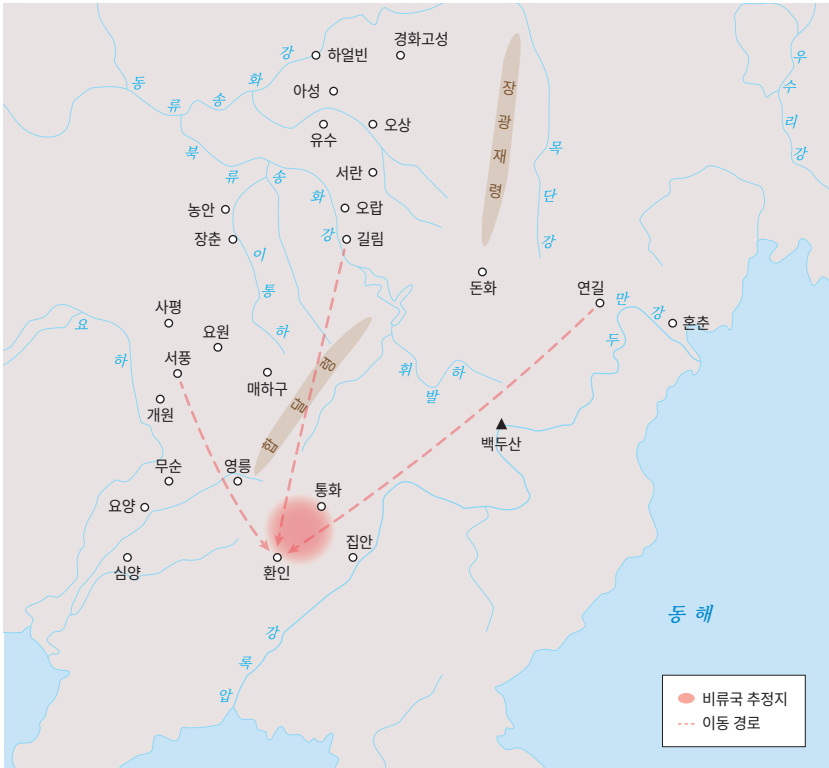 경화고성
하얼빈
동류송화강
아성
장광재령
우수리강
유수
오상
북류송화강
목단강
서란
농안
오랍
장춘
길림
이통하
돈화
연길
두만강
혼춘
사평
요하
요원
서풍
매하구
합달령
휘발하
개원
백두산
무순
영릉
요양
통화
집안
심양
환인
압록강
동해
비류국 추정지
이동 경로